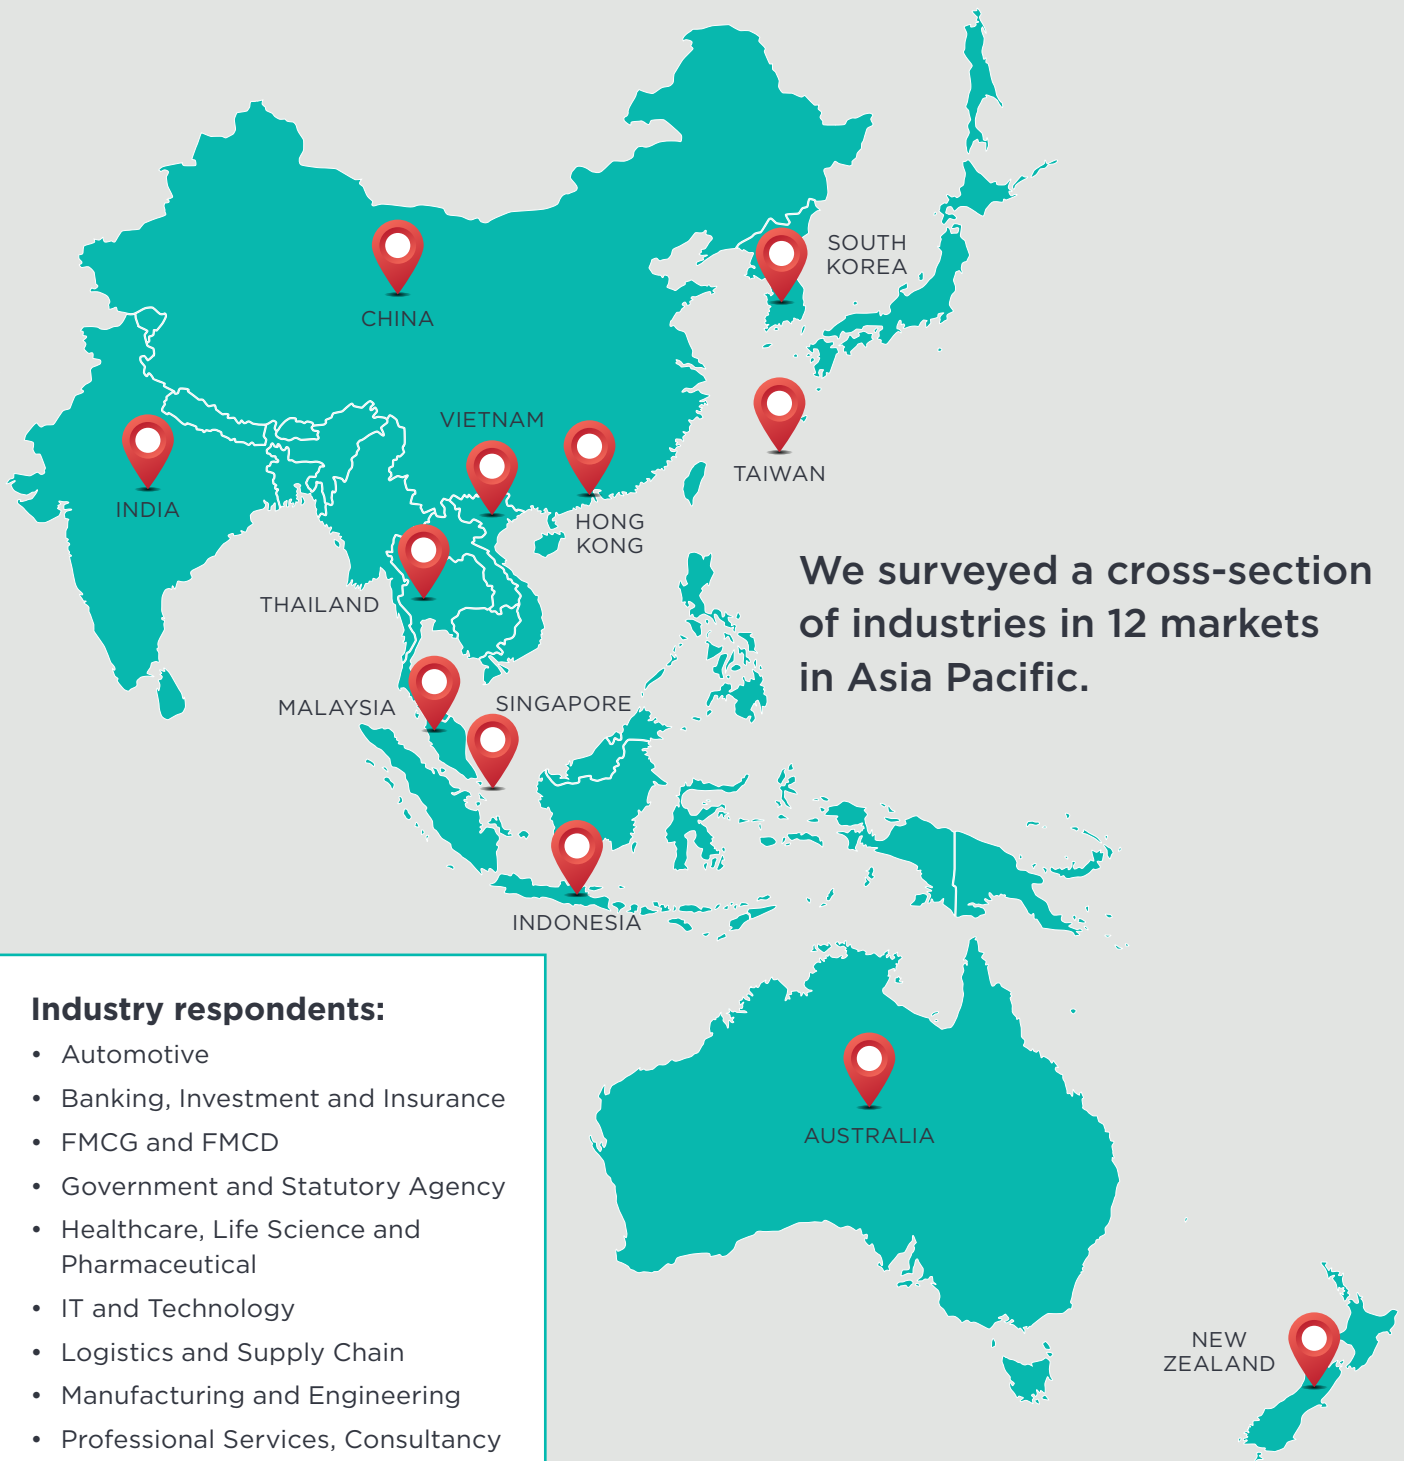 SOUTH
KOREA
CHINA
VIETNAM
TAIWAN
INDIA
HONG
KONG
We surveyed a cross-section
of industries in 12 markets
in Asia Pacific.
THAILAND
MALAYSIA
SINGAPORE
INDONESIA
Industry respondents:
• Automotive
• Banking, Investment and Insurance
• FMCG and FMCD
• Government and Statutory Agency
• Healthcare, Life Science and
Pharmaceutical
• IT and Technology
• Logistics and Supply Chain
• Manufacturing and Engineering
• Professional Services, Consultancy
AUSTRALIA
NEW
ZEALAND